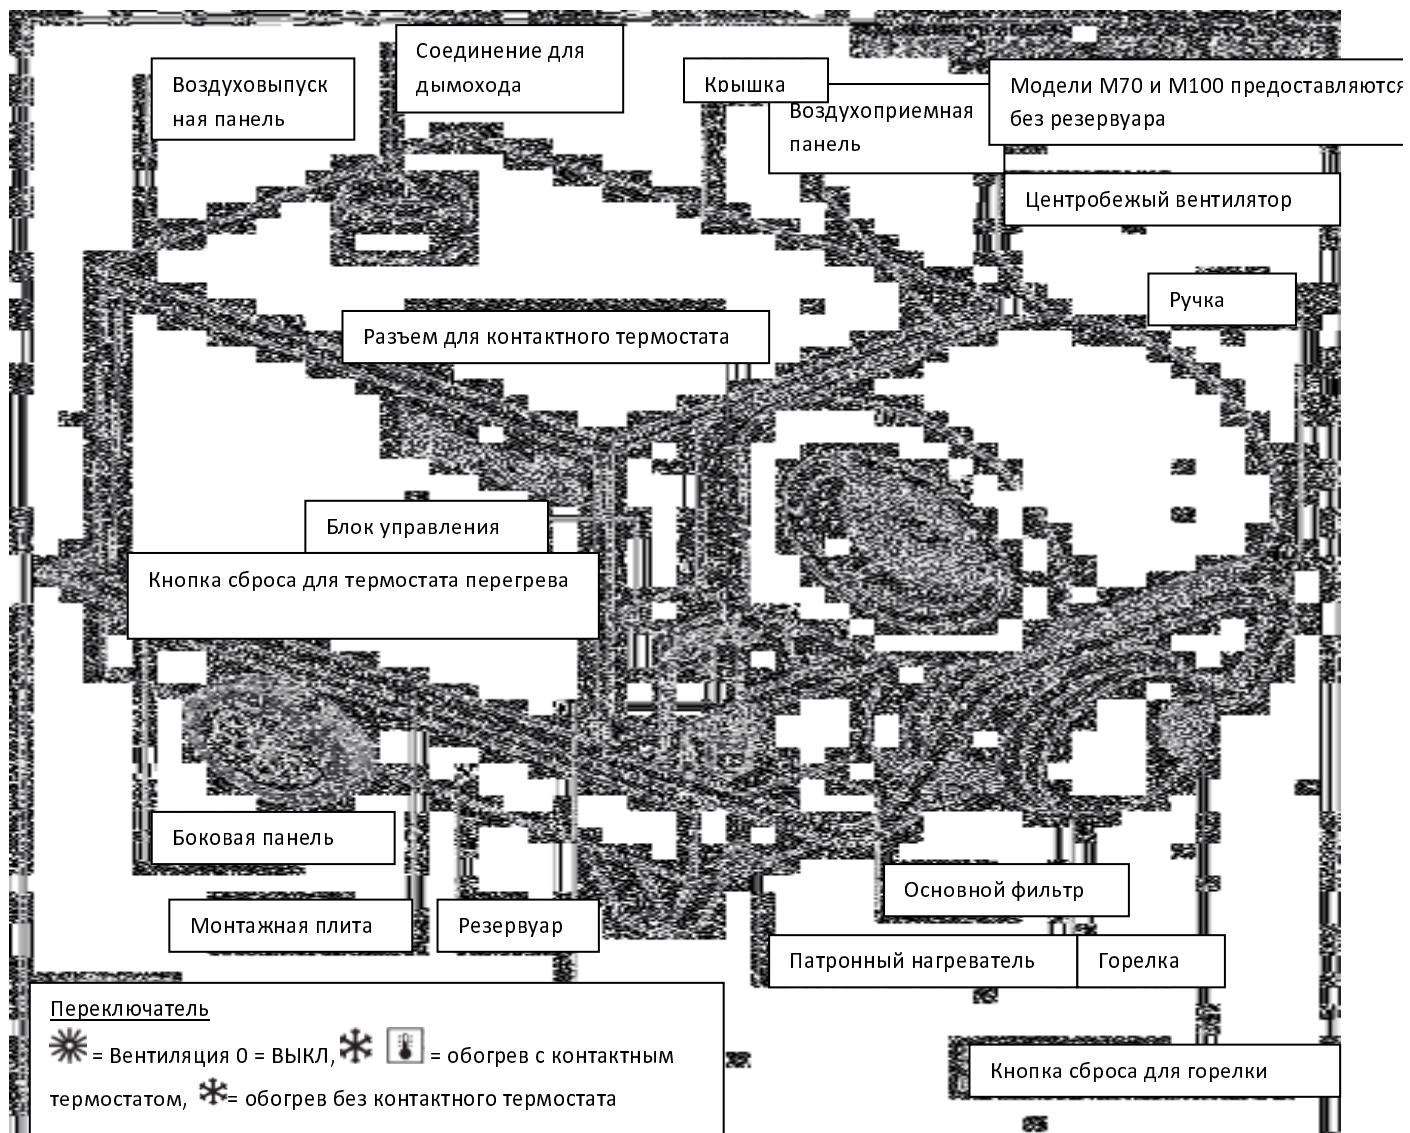 Соединение для
дымохода
Воздуховыпуск
ная панель
Крышка
Воздухоприемная
панель
Модели M70 и M100 предоставляются
без резервуара
Центробежый вентилятор
Ручка
Разъем для контактного термостата
Блок управления
Кнопка сброса для термостата перегрева
Боковая панель
Основной фильтр
Монтажная плита
Резервуар
Патронный нагреватель
Горелка
Переключатель
= Вентиляция 0 = ВЫКЛ, = обогрев с контактным
термостатом, = обогрев без контактного термостата
Кнопка сброса для горелки